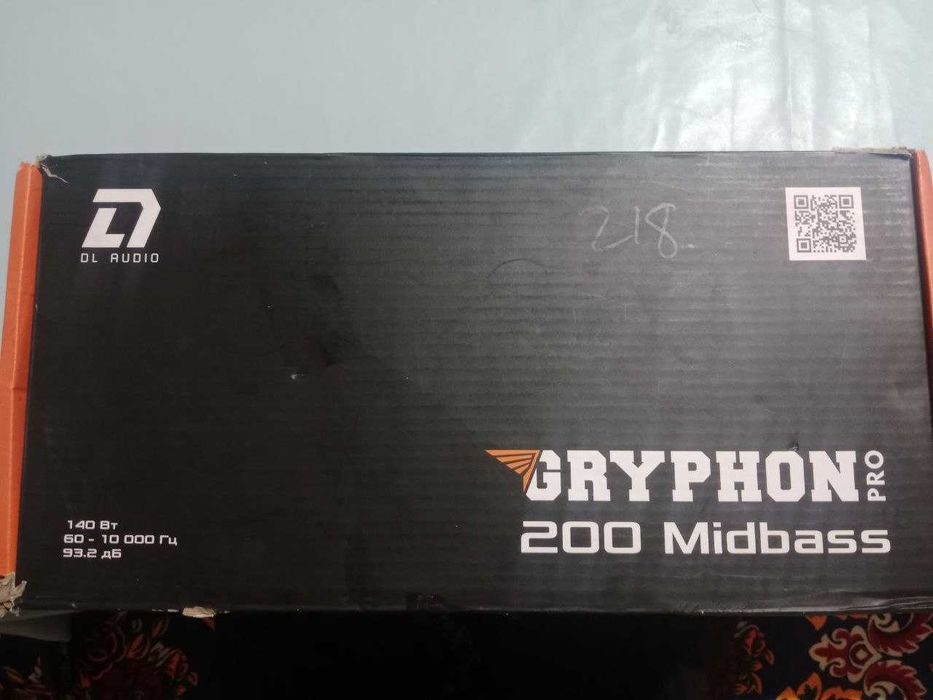 DL AUDIO
218
GRYPHON PRO
200 Midbass
140 Вт
60 - 10 000 Гц
93.2 дБ